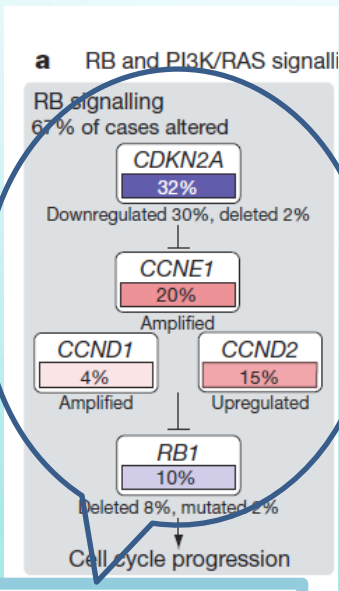 a RB and PI3K/RAS signalli
RB signalling
67% of cases altered
CDKN2A
32%
Downregulated 30%, deleted 2%
CCNE1
20%
Amplified
CCND1 CCND2
4% 15%
Amplified Upregulated
RB1
10%
Deleted 8%, mutated 2%
Cell cycle progression